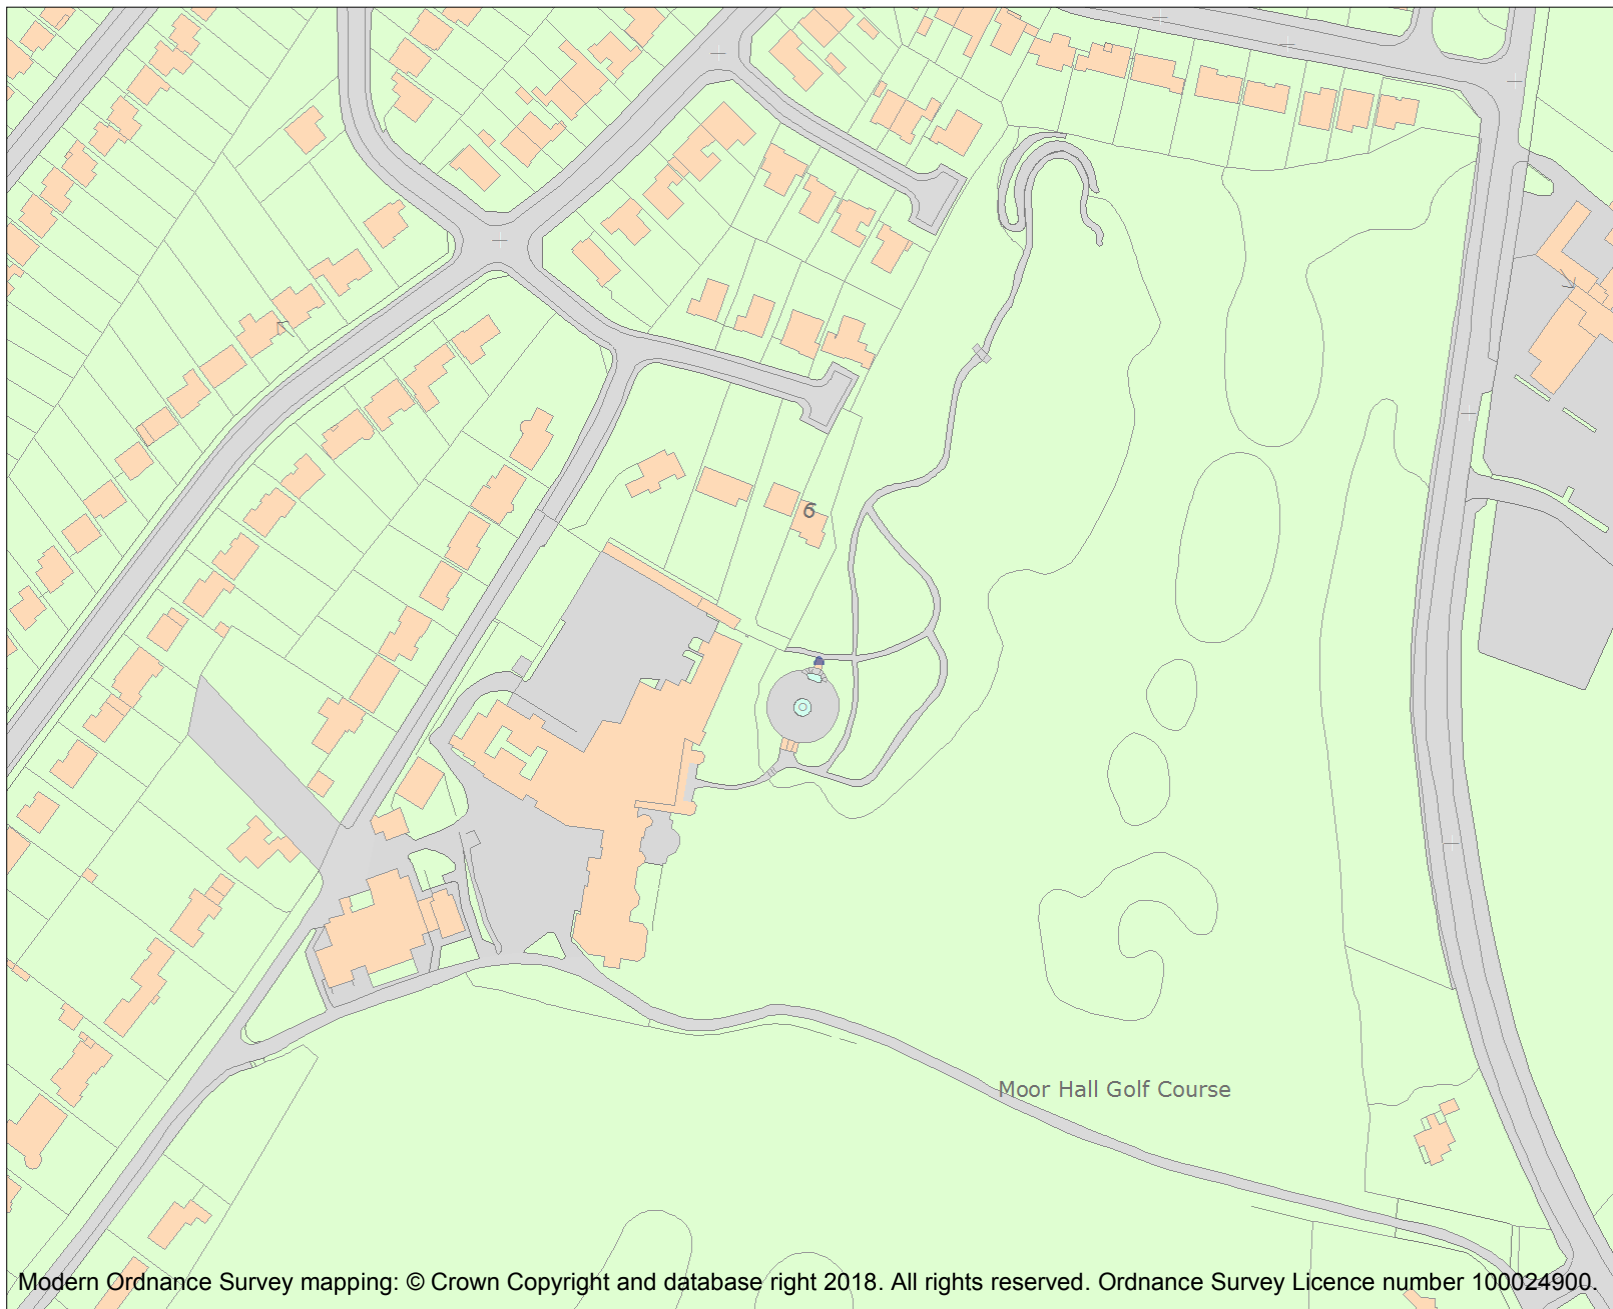 6
Moor Hall Golf Course
Modern Ordnance Survey mapping: © Crown Copyright and database right 2018. All rights reserved. Ordnance Survey Licence number 100024900.